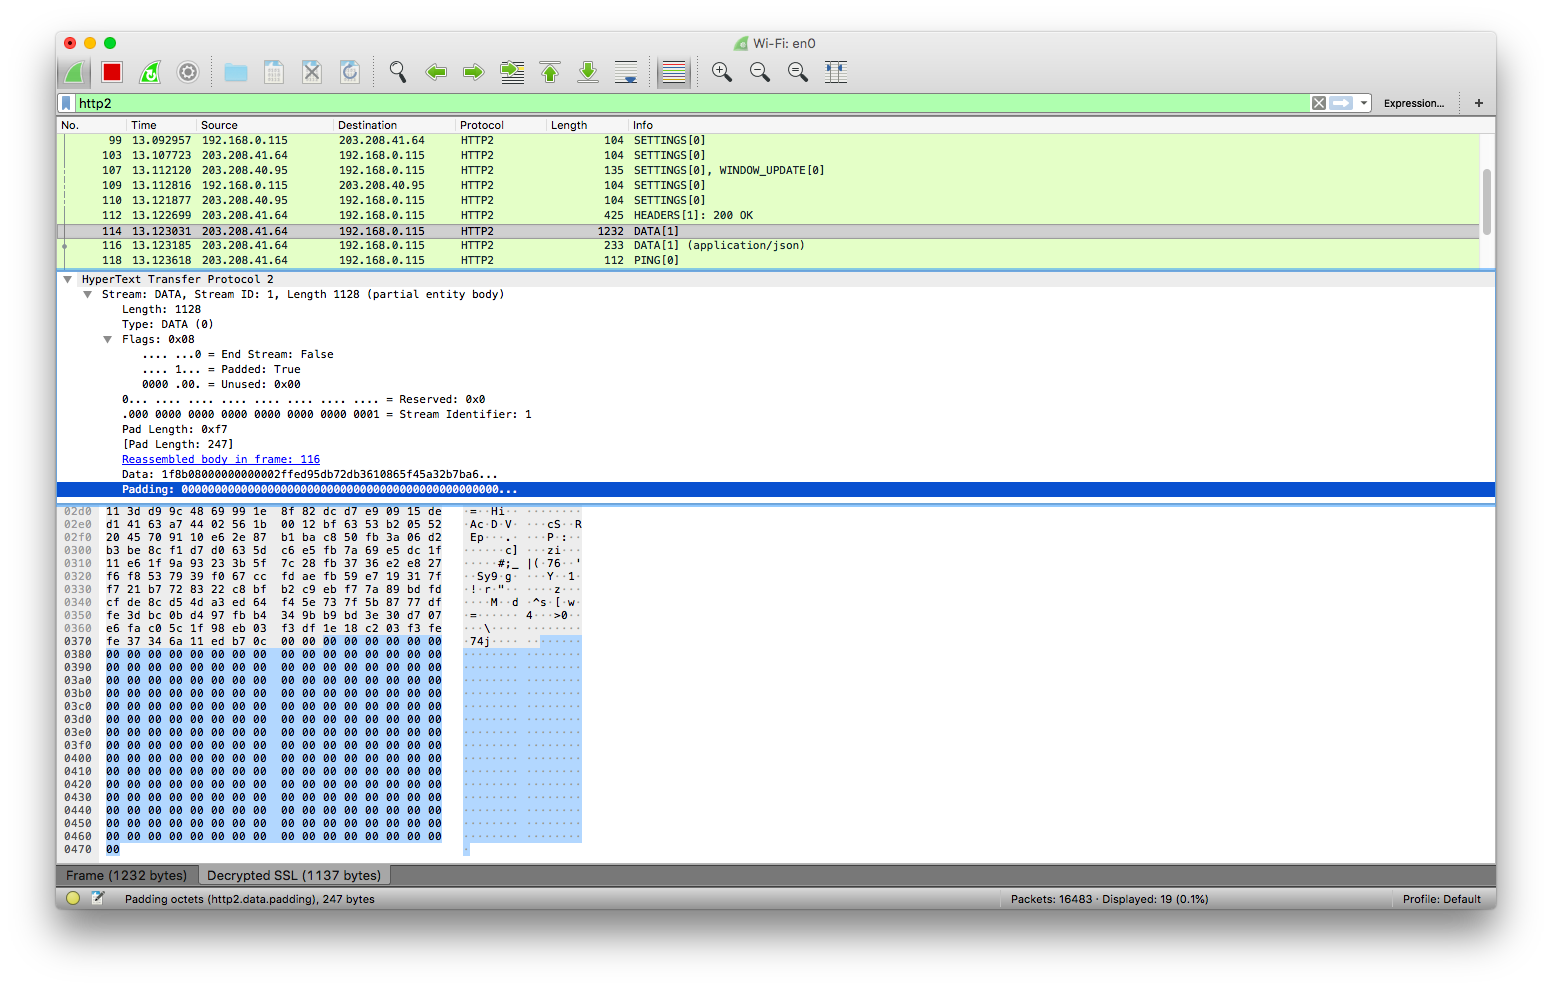 Wi-Fi: en0
http2
Expression...
+
No. Time Source Destination Protocol Length Info
99 13.092957 192.168.0.115 203.208.41.64 HTTP2 104 SETTINGS[0]
103 13.107723 203.208.41.64 192.168.0.115 HTTP2 104 SETTINGS[0]
107 13.112120 203.208.40.95 192.168.0.115 HTTP2 135 SETTINGS[0], WINDOW_UPDATE[0]
109 13.112816 192.168.0.115 203.208.40.95 HTTP2 104 SETTINGS[0]
110 13.121877 203.208.40.95 192.168.0.115 HTTP2 104 SETTINGS[0]
112 13.122699 203.208.41.64 192.168.0.115 HTTP2 425 HEADERS[1]: 200 OK
114 13.123031 203.208.41.64 192.168.0.115 HTTP2 1232 DATA[1]
116 13.123185 203.208.41.64 192.168.0.115 HTTP2 233 DATA[1] (application/json)
118 13.123618 203.208.41.64 192.168.0.115 HTTP2 112 PING[0]
HyperText Transfer Protocol 2
Stream: DATA, Stream ID: 1, Length 1128 (partial entity body)
Length: 1128
Type: DATA (0)
Flags: 0x08
.... ...0 = End Stream: False
.... 1... = Padded: True
0000 .00. = Unused: 0x00
0... .... .... .... .... .... .... .... = Reserved: 0x0
.000 0000 0000 0000 0000 0000 0000 0001 = Stream Identifier: 1
Pad Length: 0xf7
[Pad Length: 247]
Reassembled body in frame: 116
Data: 1f8b08000000000002ffed95db72db3610865f45a32b7ba6...
Padding: 000000000000000000000000000000000000000000000000...
02d0 11 3d d9 9c 48 69 99 1e 8f 82 dc d7 e9 09 15 de ·=··Hi·· ········
02e0 d1 41 63 a7 44 02 56 1b 00 12 bf 63 53 b2 05 52 ·Ac·D·V· ···cS··R
02f0 20 45 70 91 10 e6 2e 87 b1 ba c8 50 fb 3a 06 d2 Ep···.· ···P·:··
0300 b3 be 8c f1 d7 d0 63 5d c6 e5 fb 7a 69 e5 dc 1f ······c] ···zi···
0310 11 e6 1f 9a 93 23 3b 5f 7c 28 fb 37 36 e2 e8 27 ·····#;_ |(·76··'
0320 f6 f8 53 79 39 f0 67 cc fd ae fb 59 e7 19 31 7f ··Sy9·g· ···Y··1·
0330 f7 21 b7 72 83 22 c8 bf b2 c9 eb f7 7a 89 bd fd ·!·r·"·· ····z···
0340 cf de 8c d5 4d a3 ed 64 f4 5e 73 7f 5b 87 77 df ····M··d ·^s·[·w·
0350 fe 3d bc 0b d4 97 fb b4 34 9b b9 bd 3e 30 d7 07 ·=······ 4···>0··
0360 e6 fa c0 5c 1f 98 eb 03 f3 df 1e 18 c2 03 f3 fe ···\···· ········
0370 fe 37 34 6a 11 ed b7 0c 00 00 00 00 00 00 00 00 ·74j···· ········
0380 00 00 00 00 00 00 00 00 00 00 00 00 00 00 00 00 ········ ········
0390 00 00 00 00 00 00 00 00 00 00 00 00 00 00 00 00 ········ ········
03a0 00 00 00 00 00 00 00 00 00 00 00 00 00 00 00 00 ········ ········
03b0 00 00 00 00 00 00 00 00 00 00 00 00 00 00 00 00 ········ ········
03c0 00 00 00 00 00 00 00 00 00 00 00 00 00 00 00 00 ········ ········
03d0 00 00 00 00 00 00 00 00 00 00 00 00 00 00 00 00 ········ ········
03e0 00 00 00 00 00 00 00 00 00 00 00 00 00 00 00 00 ········ ········
03f0 00 00 00 00 00 00 00 00 00 00 00 00 00 00 00 00 ········ ········
0400 00 00 00 00 00 00 00 00 00 00 00 00 00 00 00 00 ········ ········
0410 00 00 00 00 00 00 00 00 00 00 00 00 00 00 00 00 ········ ········
0420 00 00 00 00 00 00 00 00 00 00 00 00 00 00 00 00 ········ ········
0430 00 00 00 00 00 00 00 00 00 00 00 00 00 00 00 00 ········ ········
0440 00 00 00 00 00 00 00 00 00 00 00 00 00 00 00 00 ········ ········
0450 00 00 00 00 00 00 00 00 00 00 00 00 00 00 00 00 ········ ········
0460 00 00 00 00 00 00 00 00 00 00 00 00 00 00 00 00 ········ ········
0470 00 ·
Frame (1232 bytes) Decrypted SSL (1137 bytes)
Padding octets (http2.data.padding), 247 bytes Packets: 16483 · Displayed: 19 (0.1%) Profile: Default